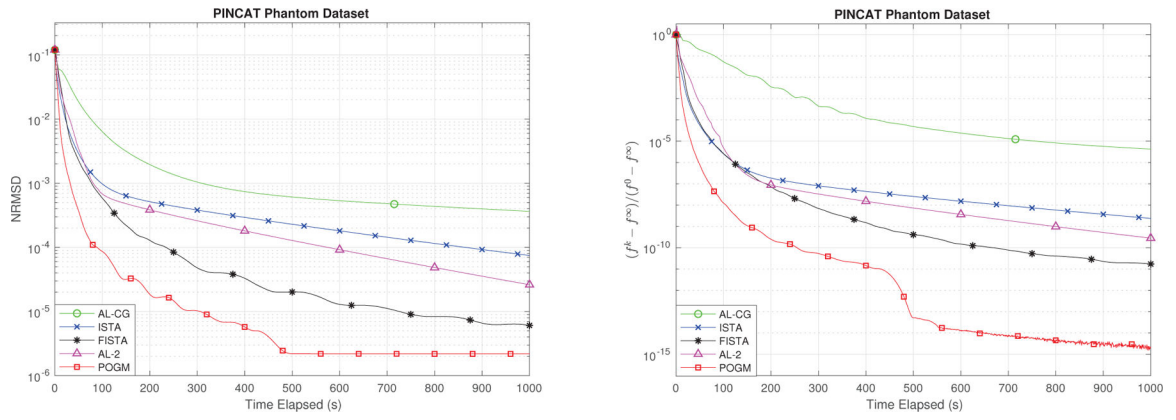 PINCAT Phantom Dataset
NRMSD
10^-1
10^-2
10^-3
10^-4
10^-5
10^-6
AL-CG
ISTA
FISTA
AL-2
POGM
0 100 200 300 400 500 600 700 800 900 1000
Time Elapsed (s)
PINCAT Phantom Dataset
(f^k - f^∞)/(f^0 - f^∞)
10^0
10^-5
10^-10
10^-15
AL-CG
ISTA
FISTA
AL-2
POGM
0 100 200 300 400 500 600 700 800 900 1000
Time Elapsed (s)